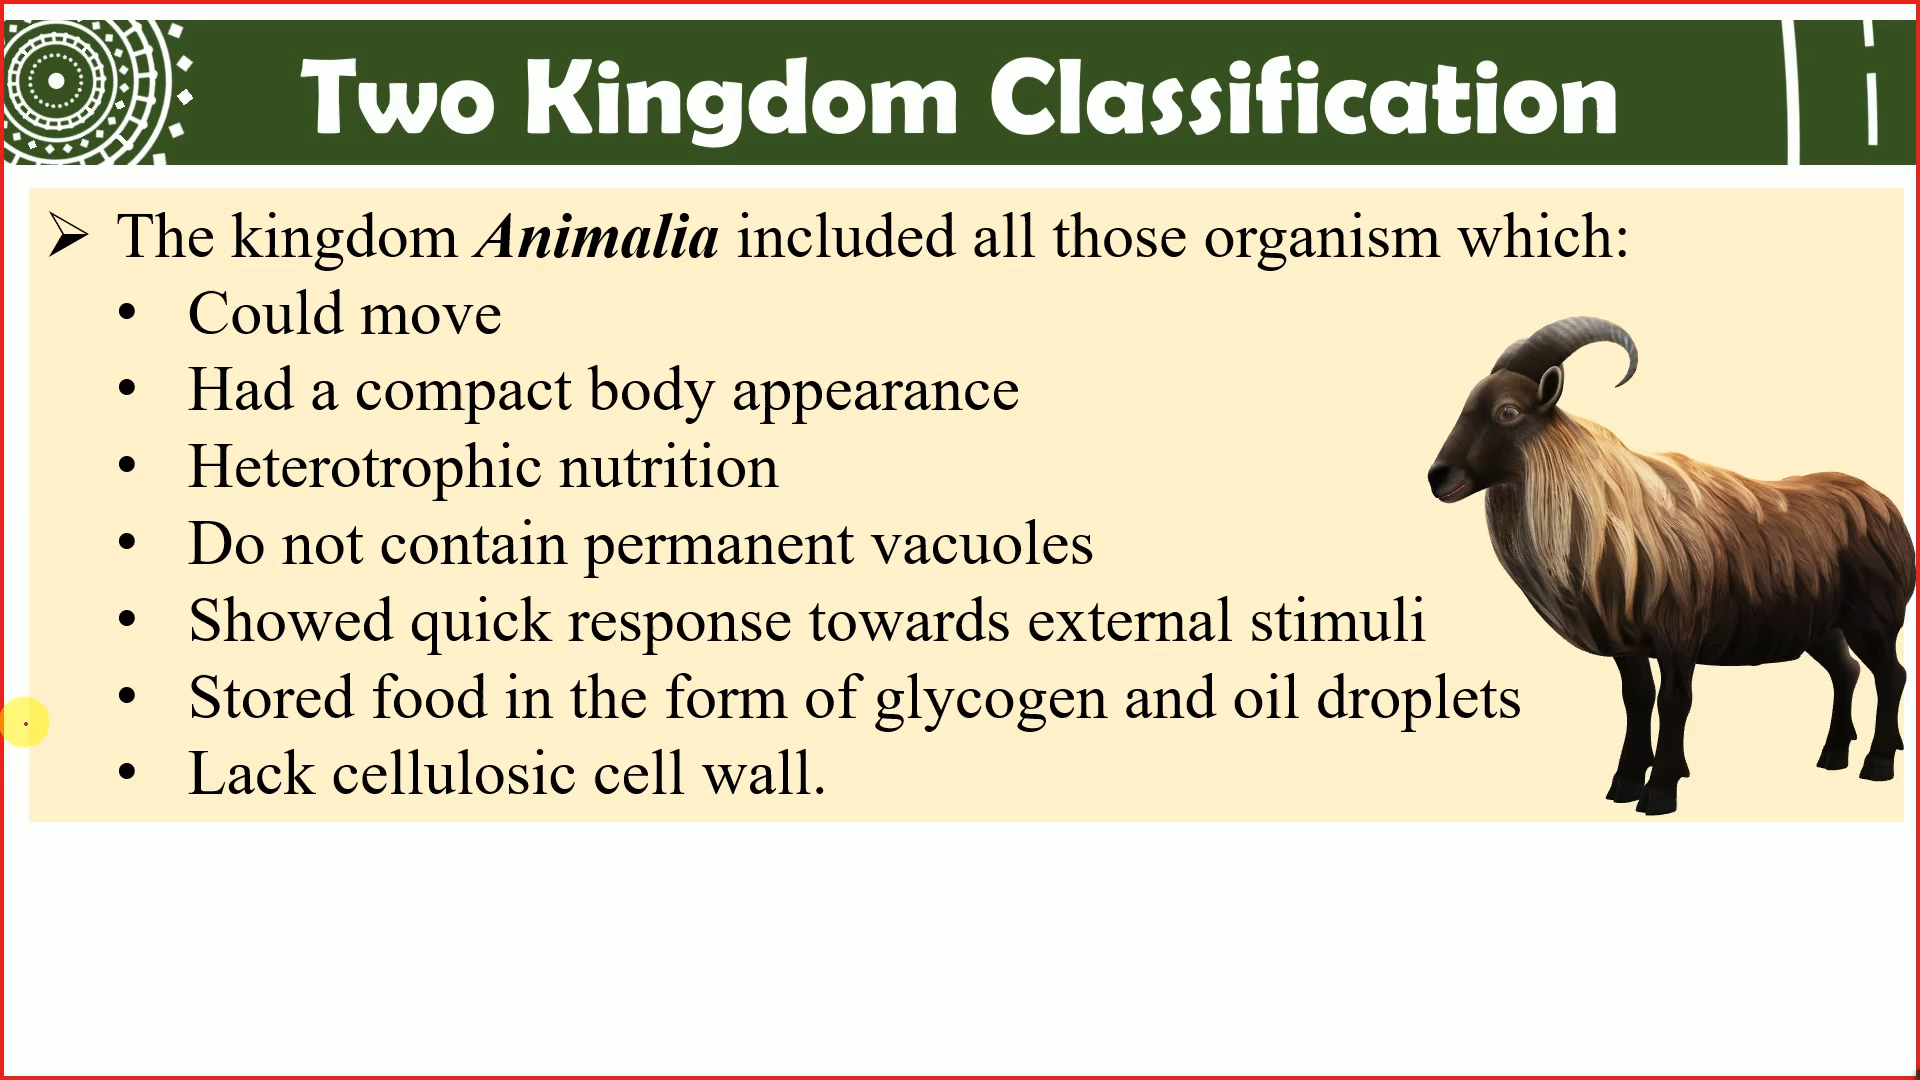 Two Kingdom Classification
➢ The kingdom Animalia included all those organism which:
• Could move
• Had a compact body appearance
• Heterotrophic nutrition
• Do not contain permanent vacuoles
• Showed quick response towards external stimuli
• Stored food in the form of glycogen and oil droplets
• Lack cellulosic cell wall.